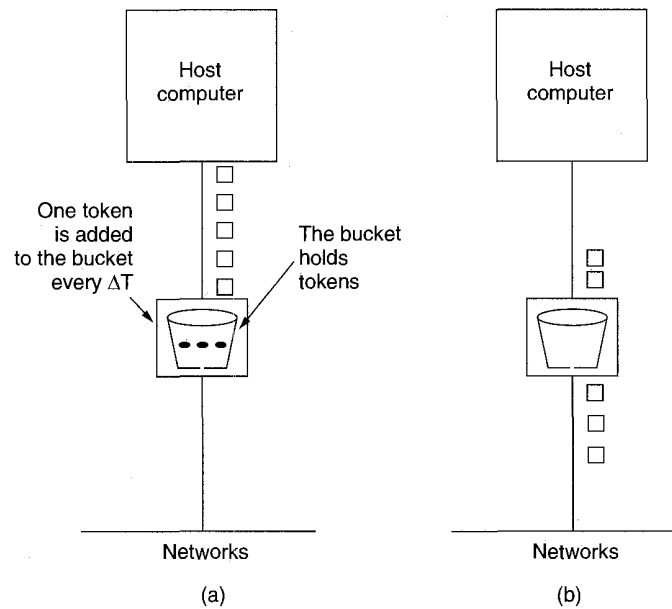 Host
computer
One token
is added
to the bucket
every ΔT
The bucket
holds
tokens
Networks
(a)
Host
computer
Networks
(b)